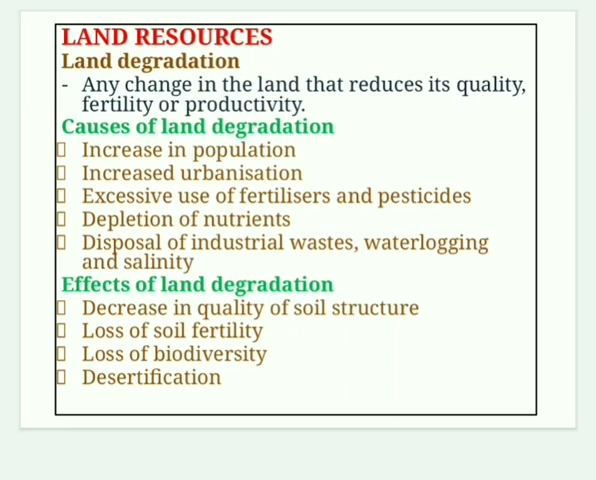 LAND RESOURCES
Land degradation
- Any change in the land that reduces its quality,
fertility or productivity.
Causes of land degradation
Increase in population
Increased urbanisation
Excessive use of fertilisers and pesticides
Depletion of nutrients
Disposal of industrial wastes, waterlogging
and salinity
Effects of land degradation
Decrease in quality of soil structure
Loss of soil fertility
Loss of biodiversity
Desertification